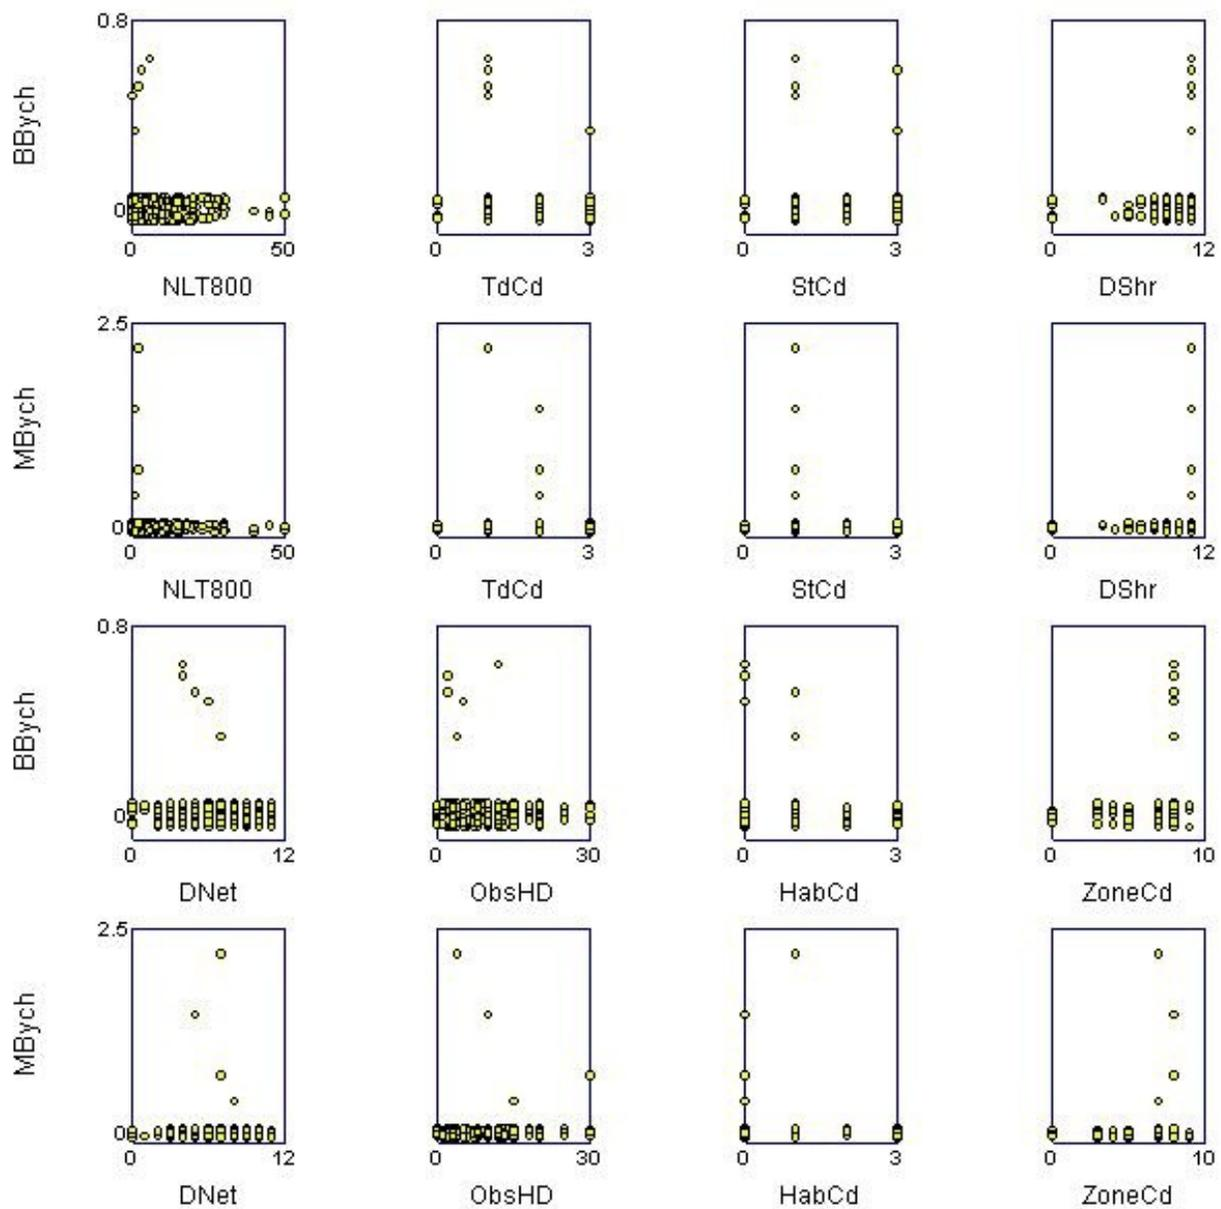 0.8
BBych
0
0 50 0 3 0 3 0 12
NLT800 TdCd StCd DShr
2.5
MBych
0
0 50 0 3 0 3 0 12
NLT800 TdCd StCd DShr
0.8
BBych
0
0 12 0 30 0 3 0 10
DNet ObsHD HabCd ZoneCd
2.5
MBych
0
0 12 0 30 0 3 0 10
DNet ObsHD HabCd ZoneCd